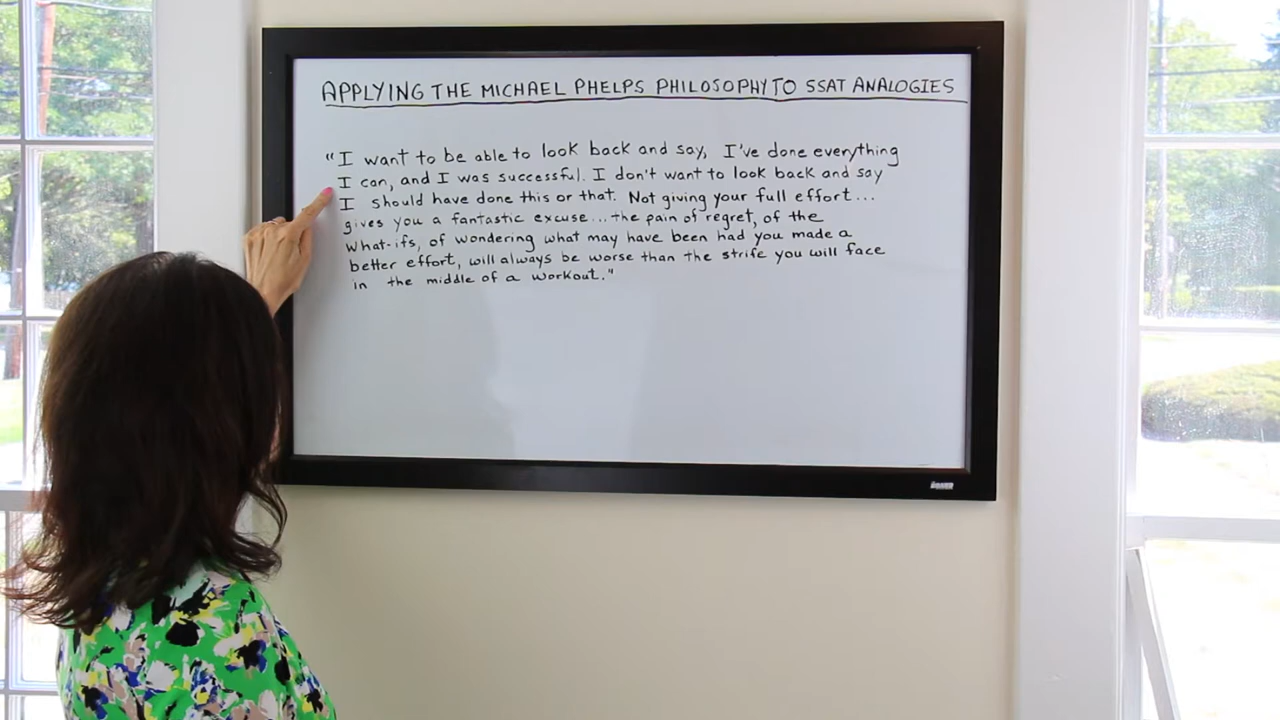 APPLYING THE MICHAEL PHELPS PHILOSOPHY TO SSAT ANALOGIES
"I want to be able to look back and say, I've done everything
I can, and I was successful. I don't want to look back and say
I should have done this or that. Not giving your full effort...
gives you a fantastic excuse... the pain of regret, of the
what-ifs, of wondering what may have been had you made a
better effort, will always be worse than the strife you will face
in the middle of a workout."